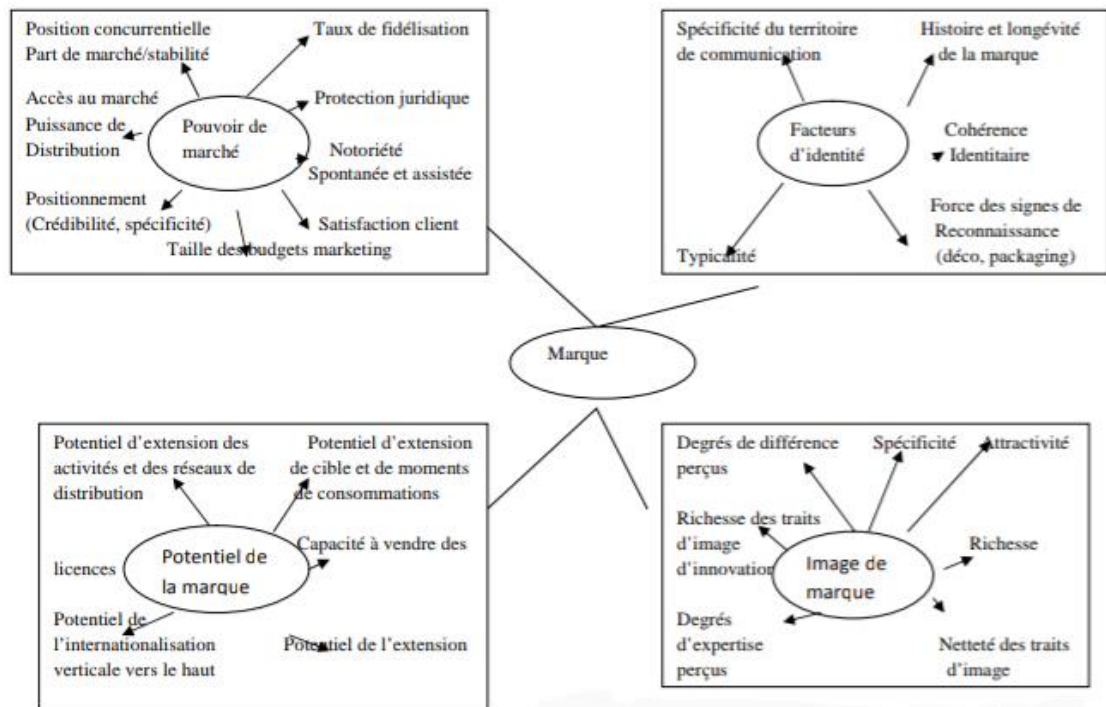 Position concurrentielle
Part de marché/stabilité
Taux de fidélisation
Accès au marché
Puissance de
Distribution
Pouvoir de
marché
Protection juridique
Notoriété
Spontanée et assistée
Positionnement
(Crédibilité, spécificité)
Satisfaction client
Taille des budgets marketing
Spécificité du territoire
de communication
Histoire et longévité
de la marque
Facteurs
d’identité
Cohérence
Identitaire
Force des signes de
Reconnaissance
(déco, packaging)
Typicalité
Marque
Potentiel d’extension des
activités et des réseaux de
distribution
Potentiel d’extension
de cible et de moments
de consommations
Capacité à vendre des
licences
Potentiel de
la marque
Potentiel de
l’internationalisation
verticale vers le haut
Potentiel de l’extension
Degrés de différence
perçus
Spécificité
Attractivité
Richesse des traits
d’image
d’innovation
Image de
marque
Richesse
Degrés
d’expertise
perçus
Netteté des traits
d’image